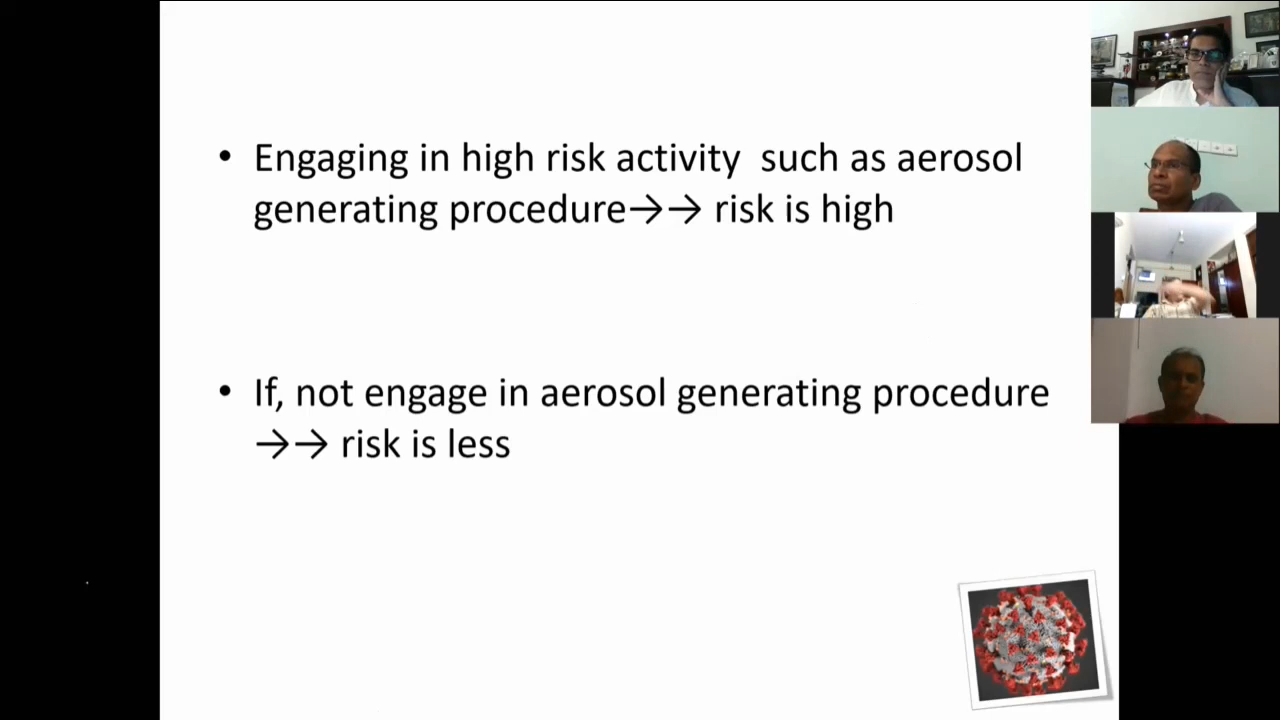 • Engaging in high risk activity  such as aerosol
generating procedure→→ risk is high
• If, not engage in aerosol generating procedure
→→ risk is less